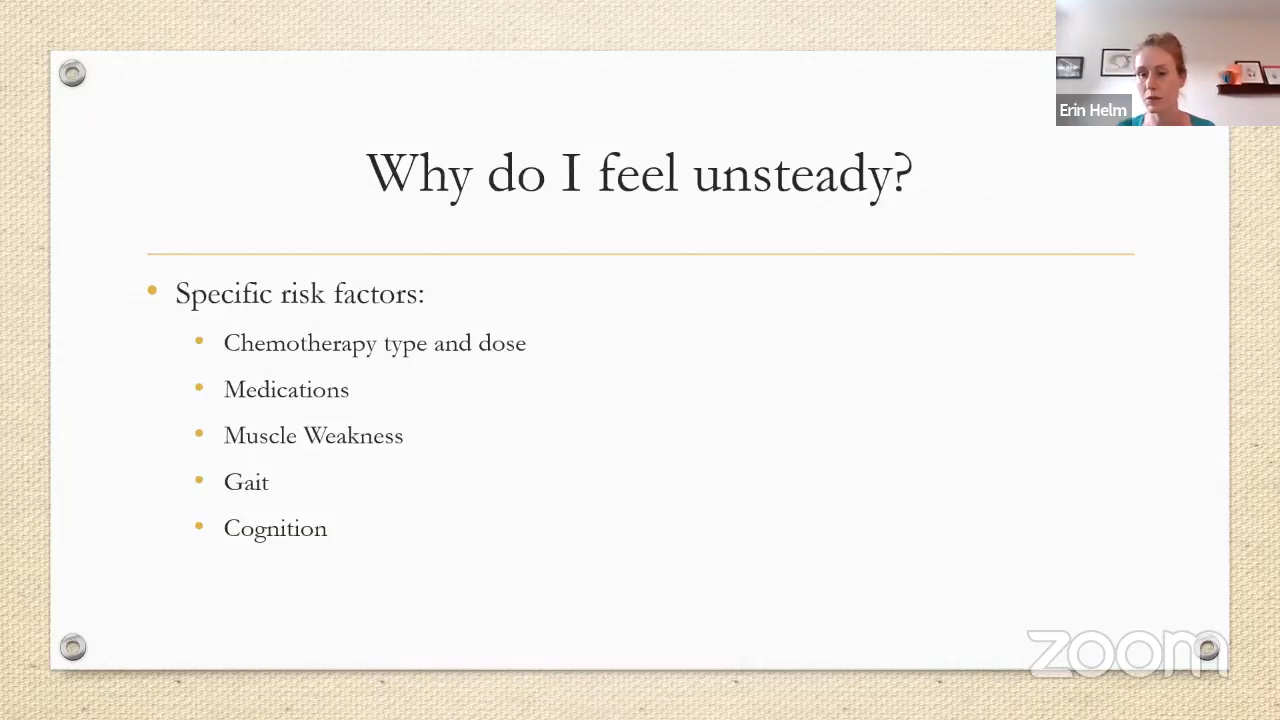 Erin Helm
Why do I feel unsteady?
Specific risk factors:
Chemotherapy type and dose
Medications
Muscle Weakness
Gait
Cognition
zoom